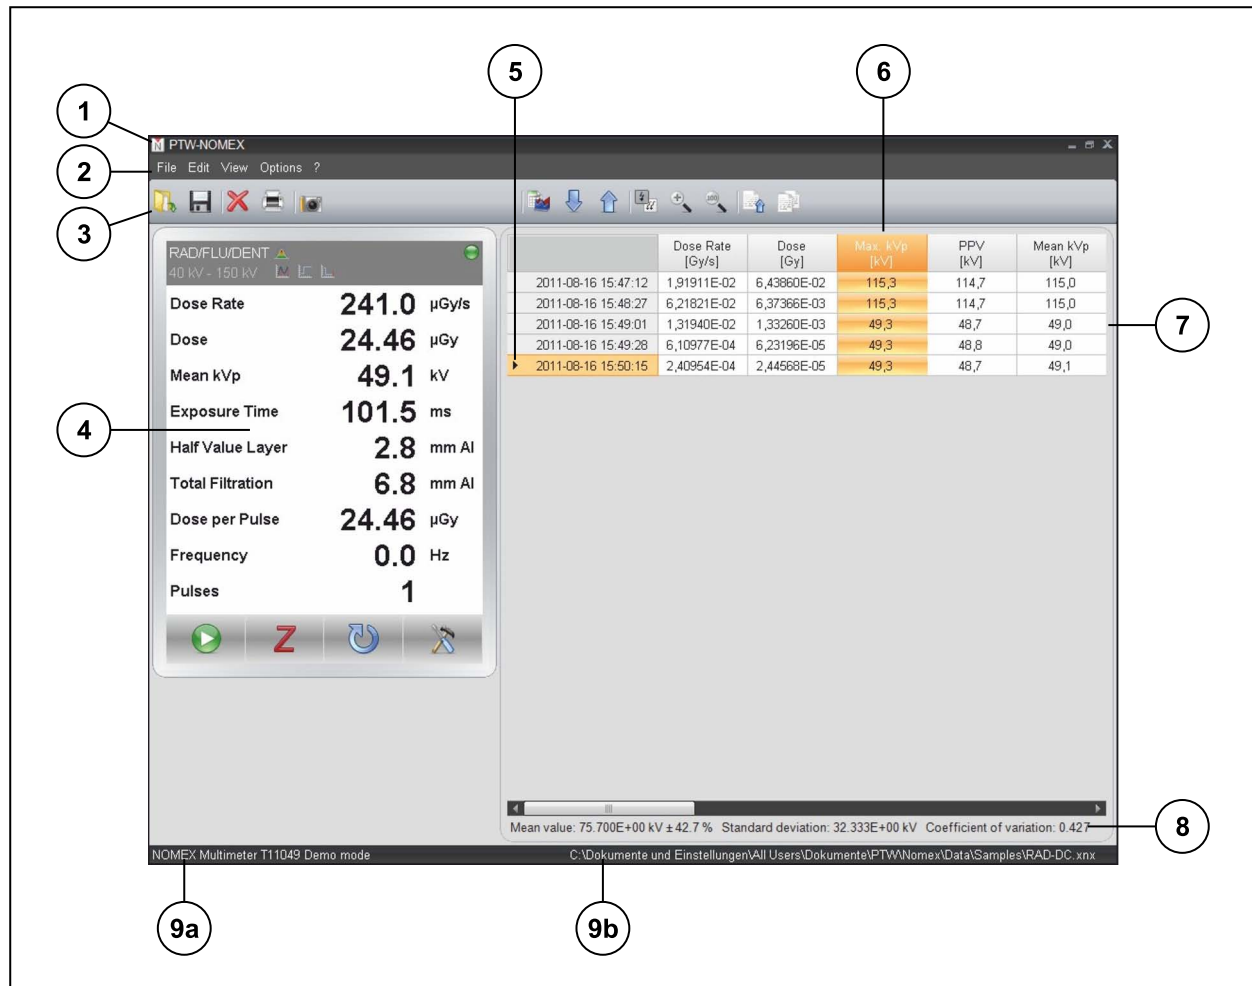 5
6
1
PTW-NOMEX
2
File Edit View Options ?
3
RAD/FLU/DENT
40 kV - 150 kV
Dose Rate 241.0 µGy/s
Dose 24.46 µGy
Mean kVp 49.1 kV
Exposure Time 101.5 ms
4
Half Value Layer 2.8 mm Al
Total Filtration 6.8 mm Al
Dose per Pulse 24.46 µGy
Frequency 0.0 Hz
Pulses 1
Z
Dose Rate [Gy/s] Dose [Gy] Max. kVp [kV] PPV [kV] Mean kVp [kV]
2011-08-16 15:47:12 1,91911E-02 6,43860E-02 115,3 114,7 115,0
2011-08-16 15:48:27 6,21821E-02 6,37366E-03 115,3 114,7 115,0
2011-08-16 15:49:01 1,31940E-02 1,33260E-03 49,3 48,7 49,0
7
2011-08-16 15:49:28 6,10977E-04 6,23196E-05 49,3 48,8 49,0
2011-08-16 15:50:15 2,40954E-04 2,44568E-05 49,3 48,7 49,1
Mean value: 75.700E+00 kV ± 42.7 % Standard deviation: 32.333E+00 kV Coefficient of variation: 0.427
8
NOMEX Multimeter T11049 Demo mode
C:\Dokumente und Einstellungen\All Users\Dokumente\PTW\Nomex\Data\Samples\RAD-DC.xnx
9a
9b